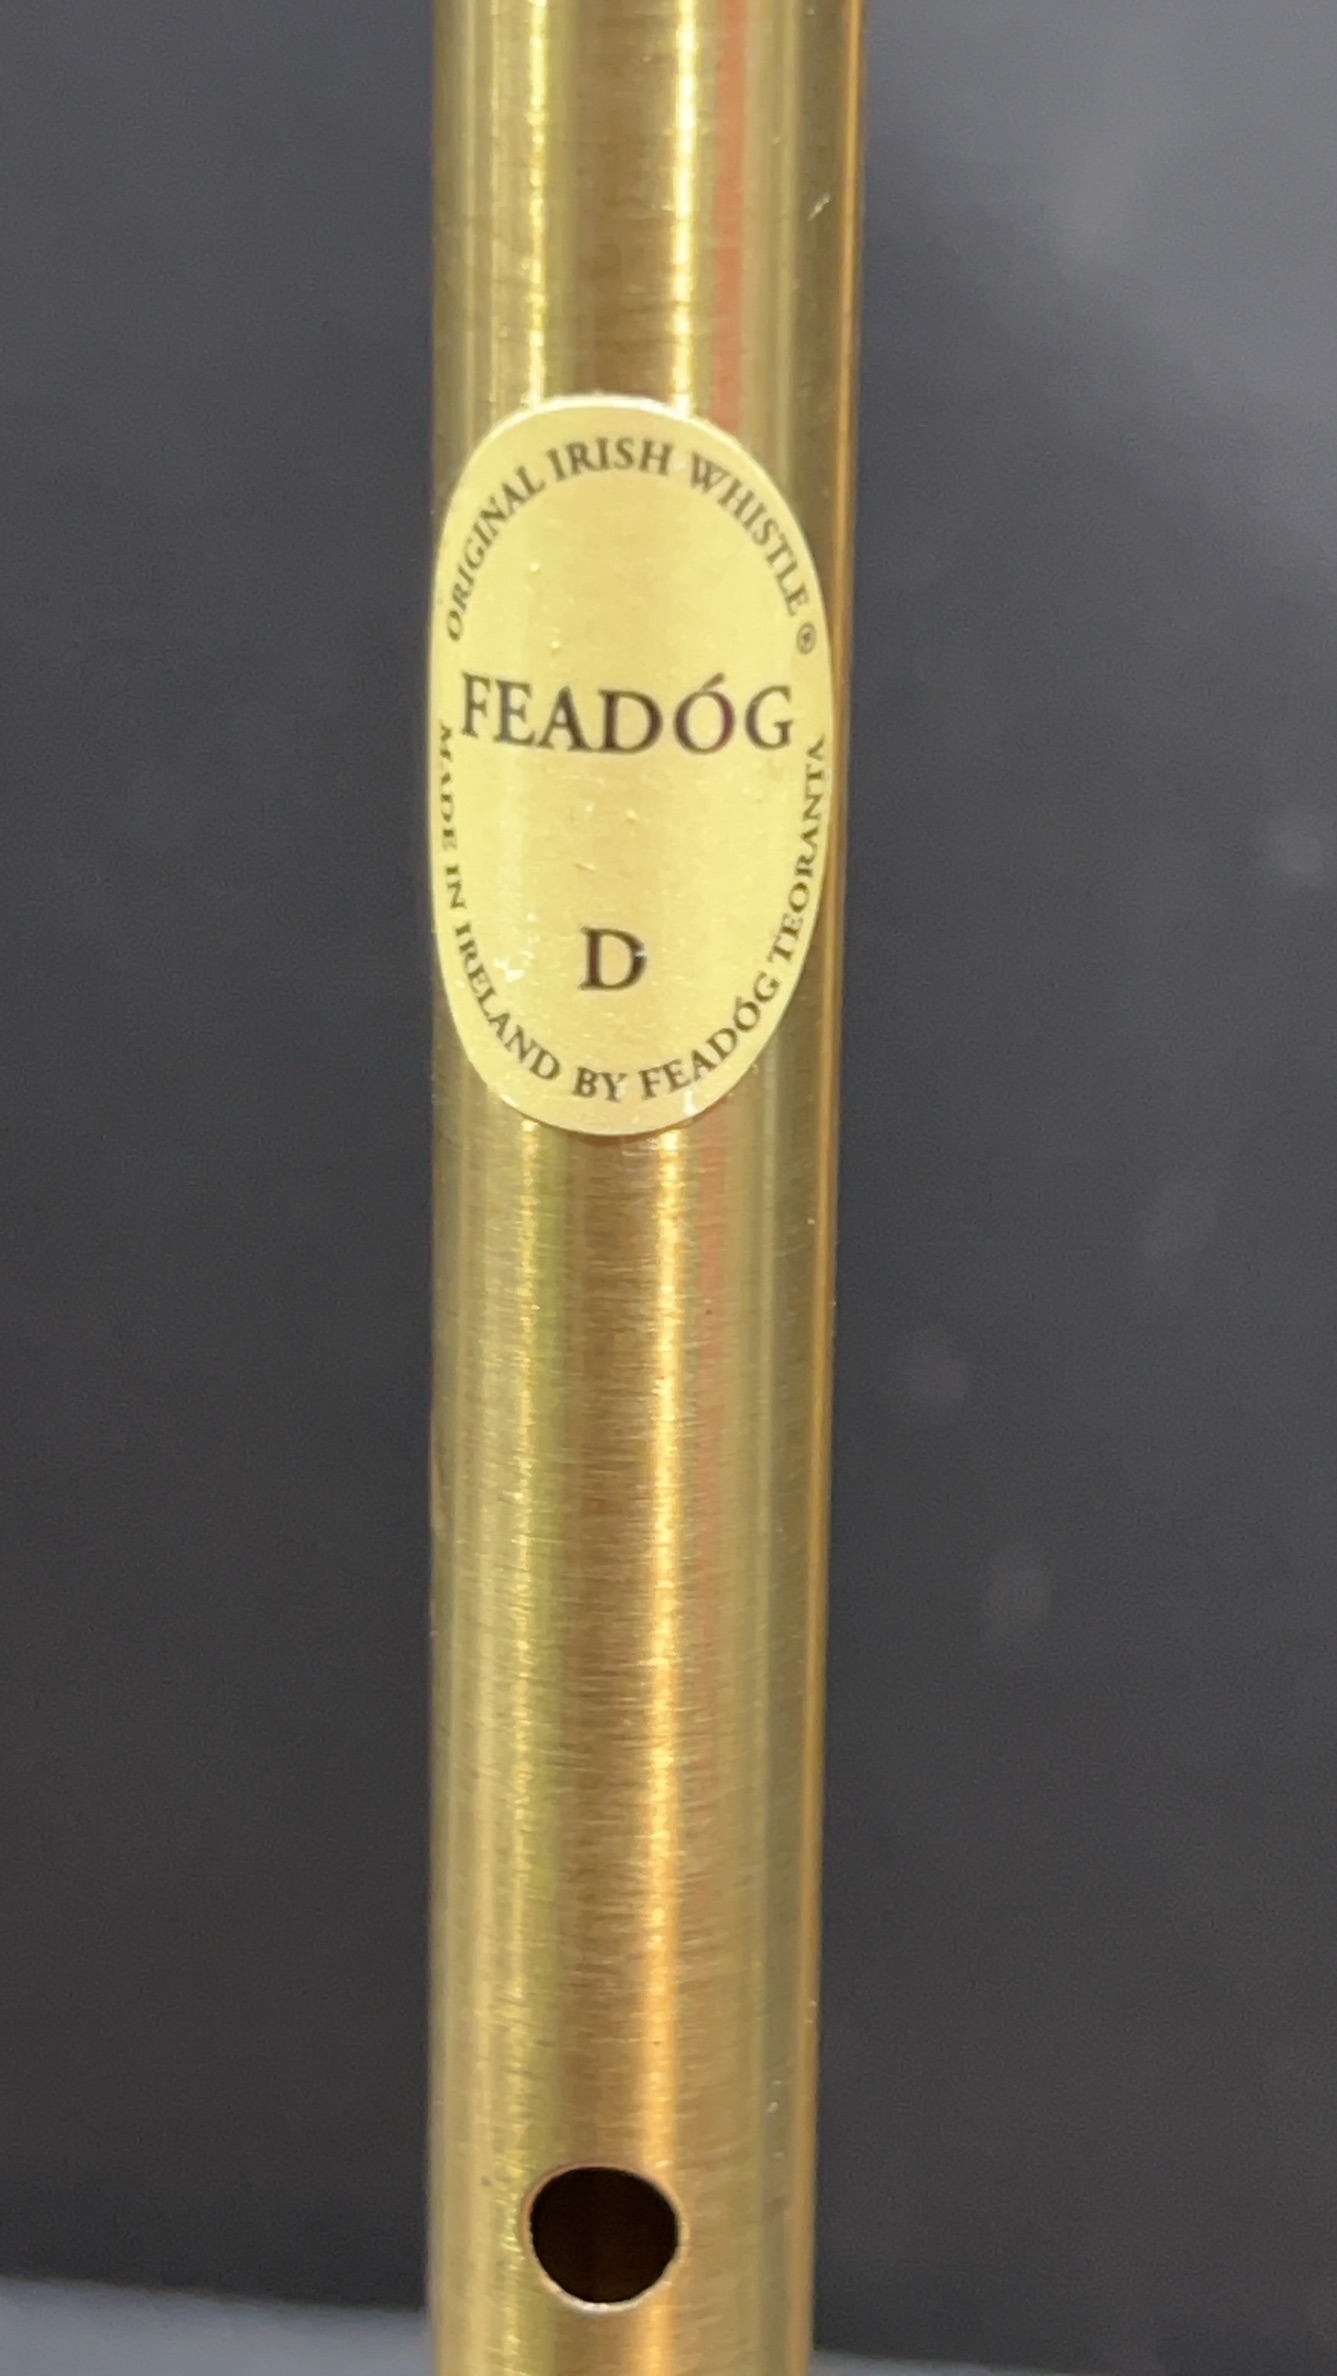 ORIGINAL IRISH WHISTLE ®
FEADÓG
D
MADE IN IRELAND BY FEADÓG TEORANTA